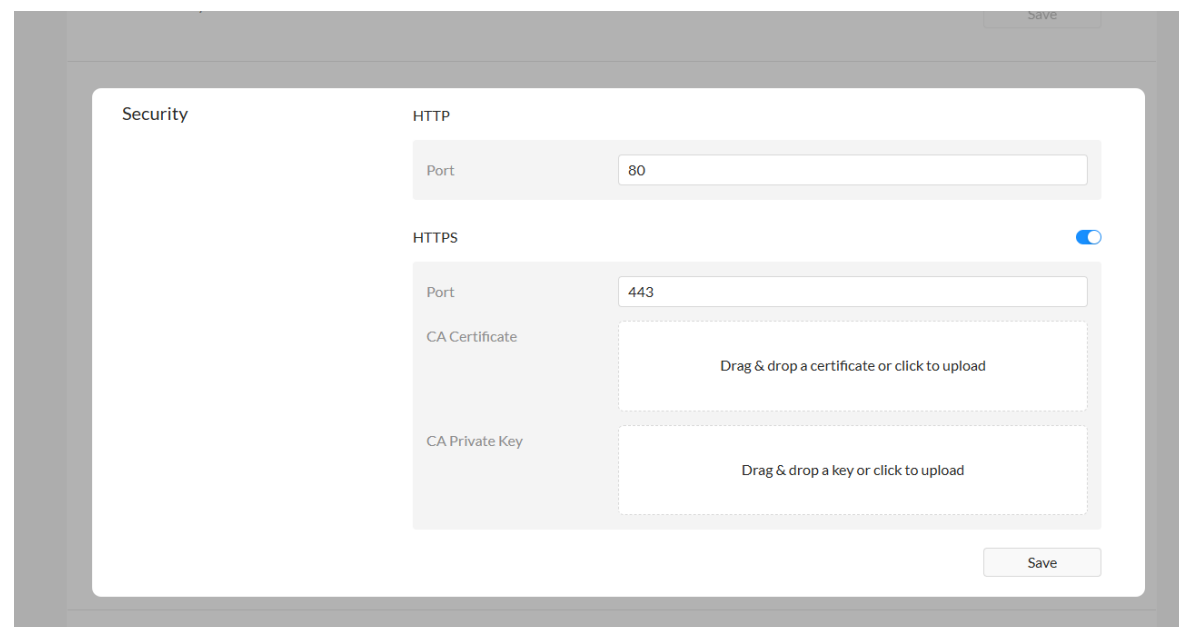 Save
Security
HTTP
Port
80
HTTPS
Port
443
CA Certificate
Drag & drop a certificate or click to upload
CA Private Key
Drag & drop a key or click to upload
Save